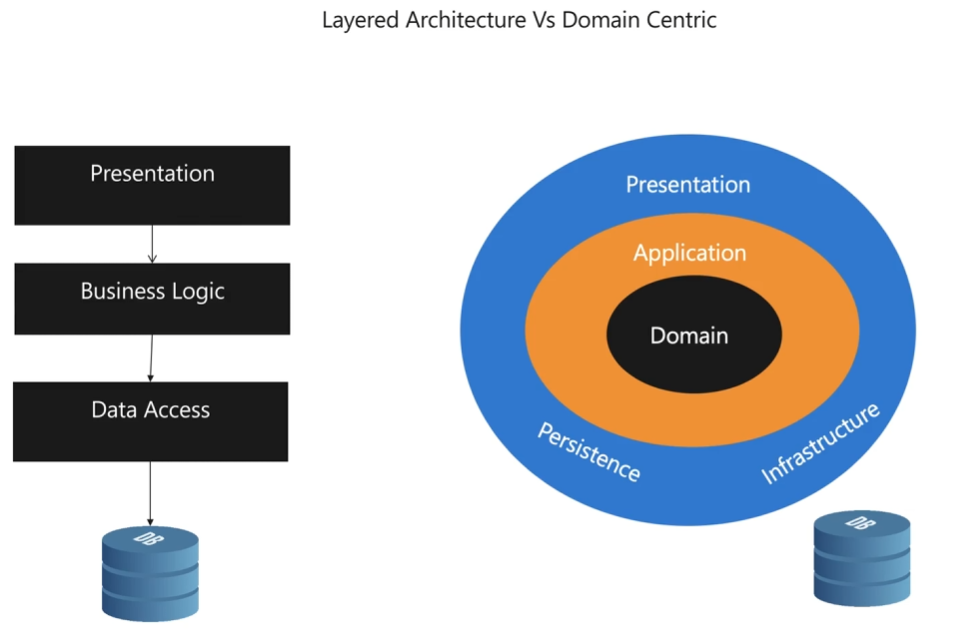 Layered Architecture Vs Domain Centric
Presentation
Business Logic
Data Access
DB
Presentation
Application
Domain
Persistence
Infrastructure
DB